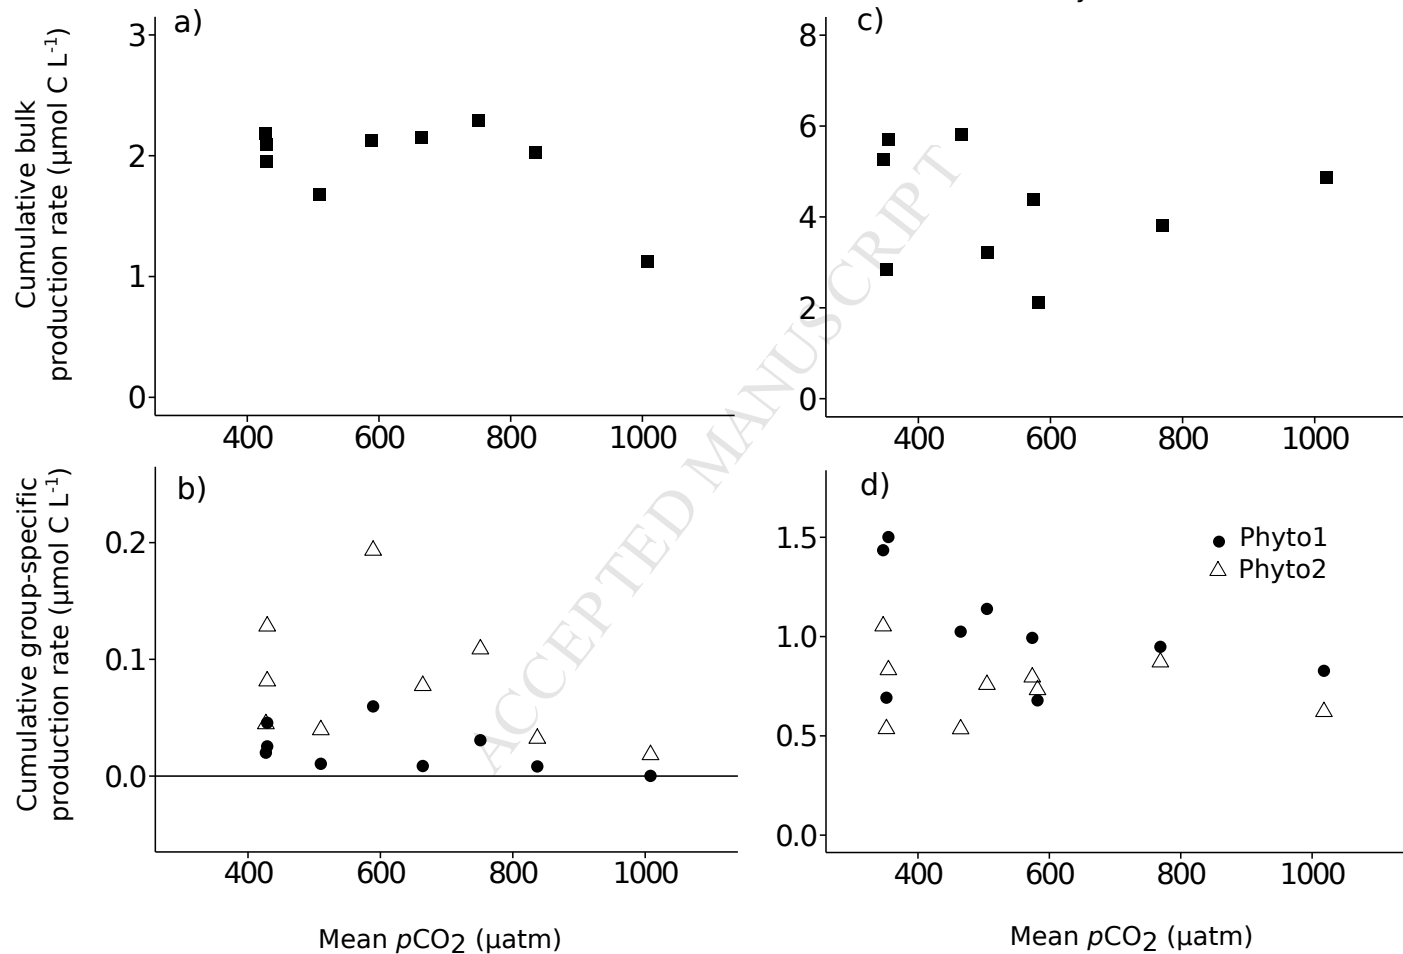 a)
3
2
1
0
400 600 800 1000
Cumulative bulk
production rate (µmol C L-1)
c)
8
6
4
2
0
400 600 800 1000
b)
0.2
0.1
0.0
400 600 800 1000
Cumulative group-specific
production rate (µmol C L-1)
Mean pCO2 (µatm)
d)
Phyto1
Phyto2
1.5
1.0
0.5
0.0
400 600 800 1000
Mean pCO2 (µatm)
ACCEPTED MANUSCRIPT